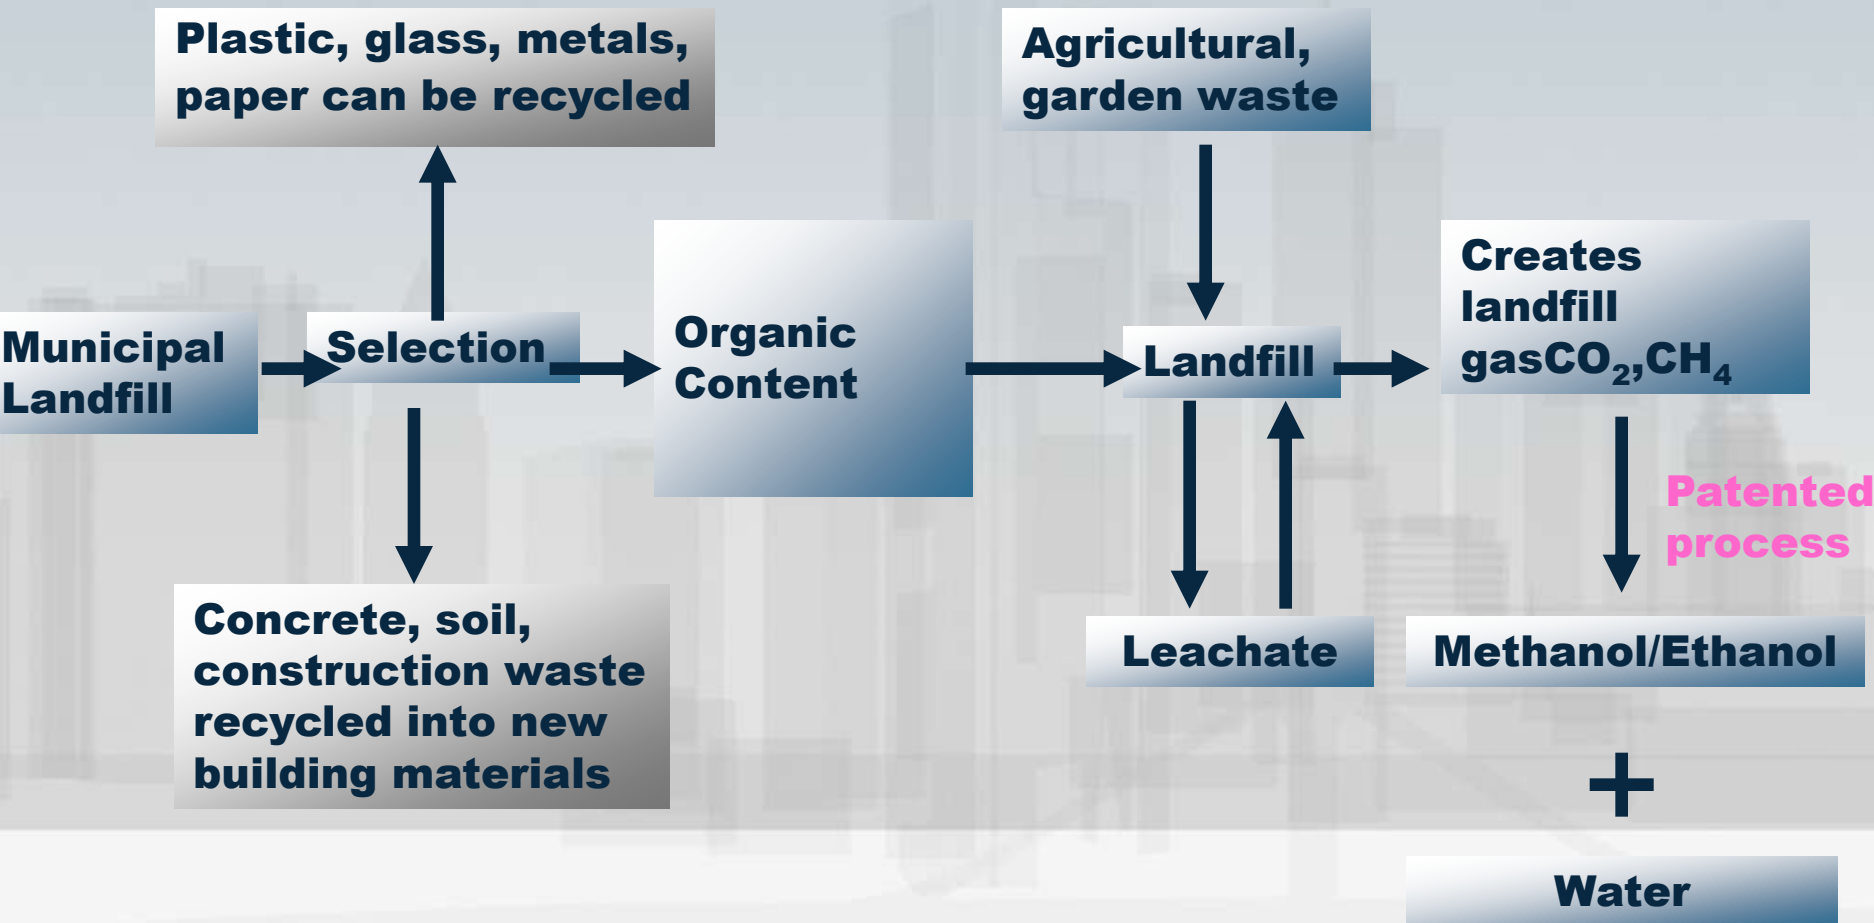 Plastic, glass, metals,
paper can be recycled
Agricultural,
garden waste
Municipal
Landfill
Selection
Organic
Content
Landfill
Creates
landfill
gasCO₂,CH₄
Patented
process
Concrete, soil,
construction waste
recycled into new
building materials
Leachate
Methanol/Ethanol
+
Water